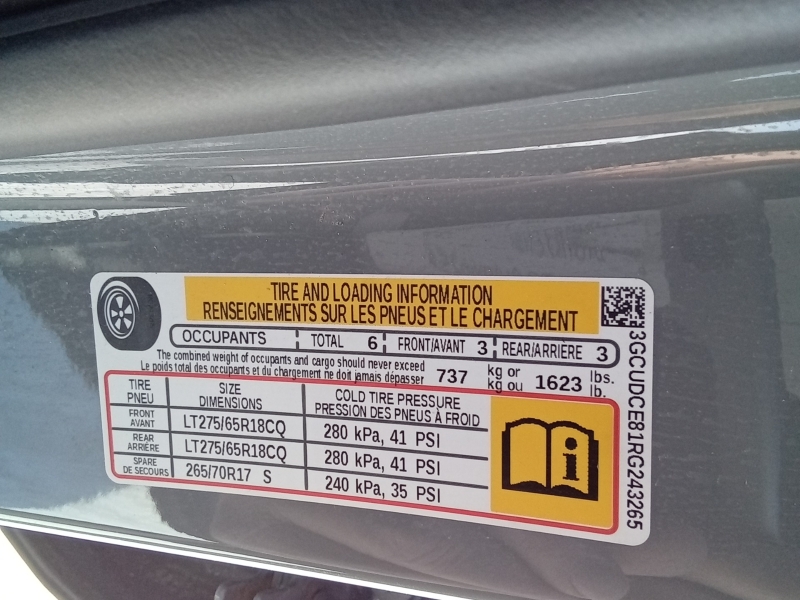 TIRE AND LOADING INFORMATION
RENSEIGNEMENTS SUR LES PNEUS ET LE CHARGEMENT
OCCUPANTS TOTAL 6 FRONT/AVANT 3 REAR/ARRIÈRE 3
The combined weight of occupants and cargo should never exceed
Le poids total des occupants et du chargement ne doit jamais dépasser
737 kg or kg ou 1623 lbs. lb.
TIRE PNEU SIZE DIMENSIONS COLD TIRE PRESSURE PRESSION DES PNEUS À FROID
FRONT AVANT LT275/65R18CQ 280 kPa, 41 PSI
REAR ARRIÈRE LT275/65R18CQ 280 kPa, 41 PSI
SPARE DE SECOURS 265/70R17 S 240 kPa, 35 PSI
i
3GCUDCE81RG243265